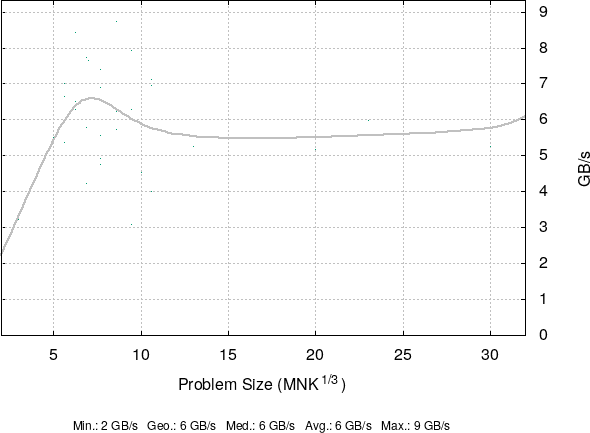 9
8
7
6
5
4
3
2
1
0
GB/s
5 10 15 20 25 30
Problem Size (MNK^1/3)
Min.: 2 GB/s Geo.: 6 GB/s Med.: 6 GB/s Avg.: 6 GB/s Max.: 9 GB/s